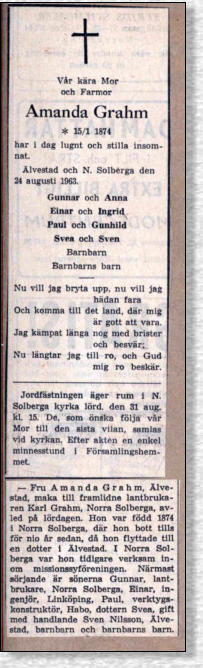 Vår kära Mor
och Farmor
Amanda Grahm
* 15/1 1874
har i dag lugnt och stilla insom-
nat.
Älvestad och N. Solberga den
24 augusti 1963.
Gunnar och Anna
Einar och Ingrid
Paul och Gunhild
Svea och Sven
Barnbarn
Barnbarns barn
Nu vill jag bryta upp, nu vill jag
hädan fara
Och komma till det land, där mig
är gott att vara.
Jag kämpat länge nog med brister
och besvär;
Nu längtar jag till ro, och Gud
mig ro beskär.
Jordfästningen äger rum i N.
Solberga kyrka lörd. den 31 aug.
kl. 15. De, som önska följa vår
Mor till den sista vilan, samlas
vid kyrkan. Efter akten en enkel
minnesstund i Församlingshem-
met.
— Fru Amanda Grahm, Älve-
stad, maka till framlidne lantbruka-
ren Karl Grahm, Norra Solberga, av-
led på lördagen. Hon var född 1874
i Norra Solberga, där hon bott tills
för nio år sedan, då hon flyttade till
en dotter i Älvestad. I Norra Sol-
berga var hon tidigare verksam in-
om missionssyföreningen. Närmast
sörjande är sönerna Gunnar, lant-
brukare, Norra Solberga, Einar, in-
genjör, Linköping, Paul, verktygs-
konstruktör, Habo, dottern Svea, gift
med handlande Sven Nilsson, Älve-
stad, barnbarn och barnbarns barn.